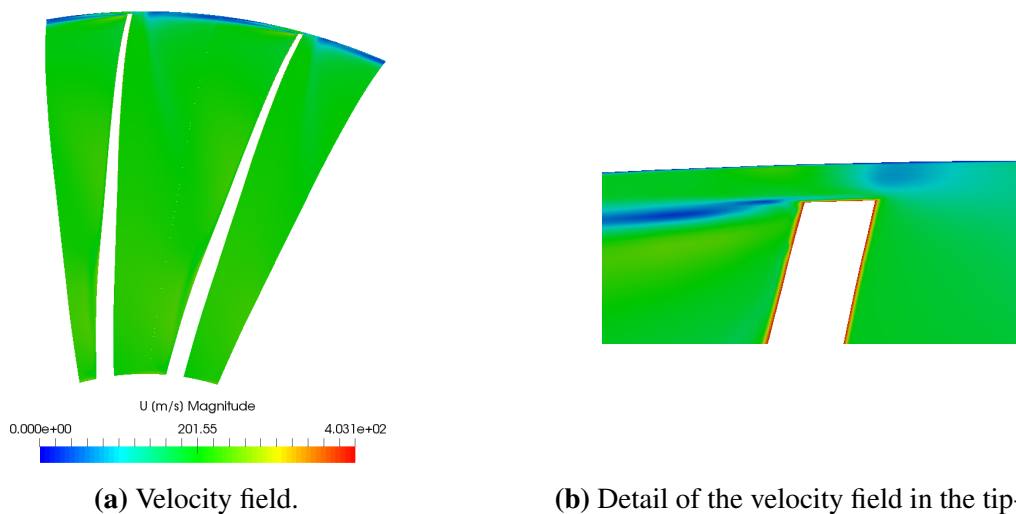 U [m/s] Magnitude
0.000e+00 201.55 4.031e+02
(a) Velocity field.
(b) Detail of the velocity field in the tip-